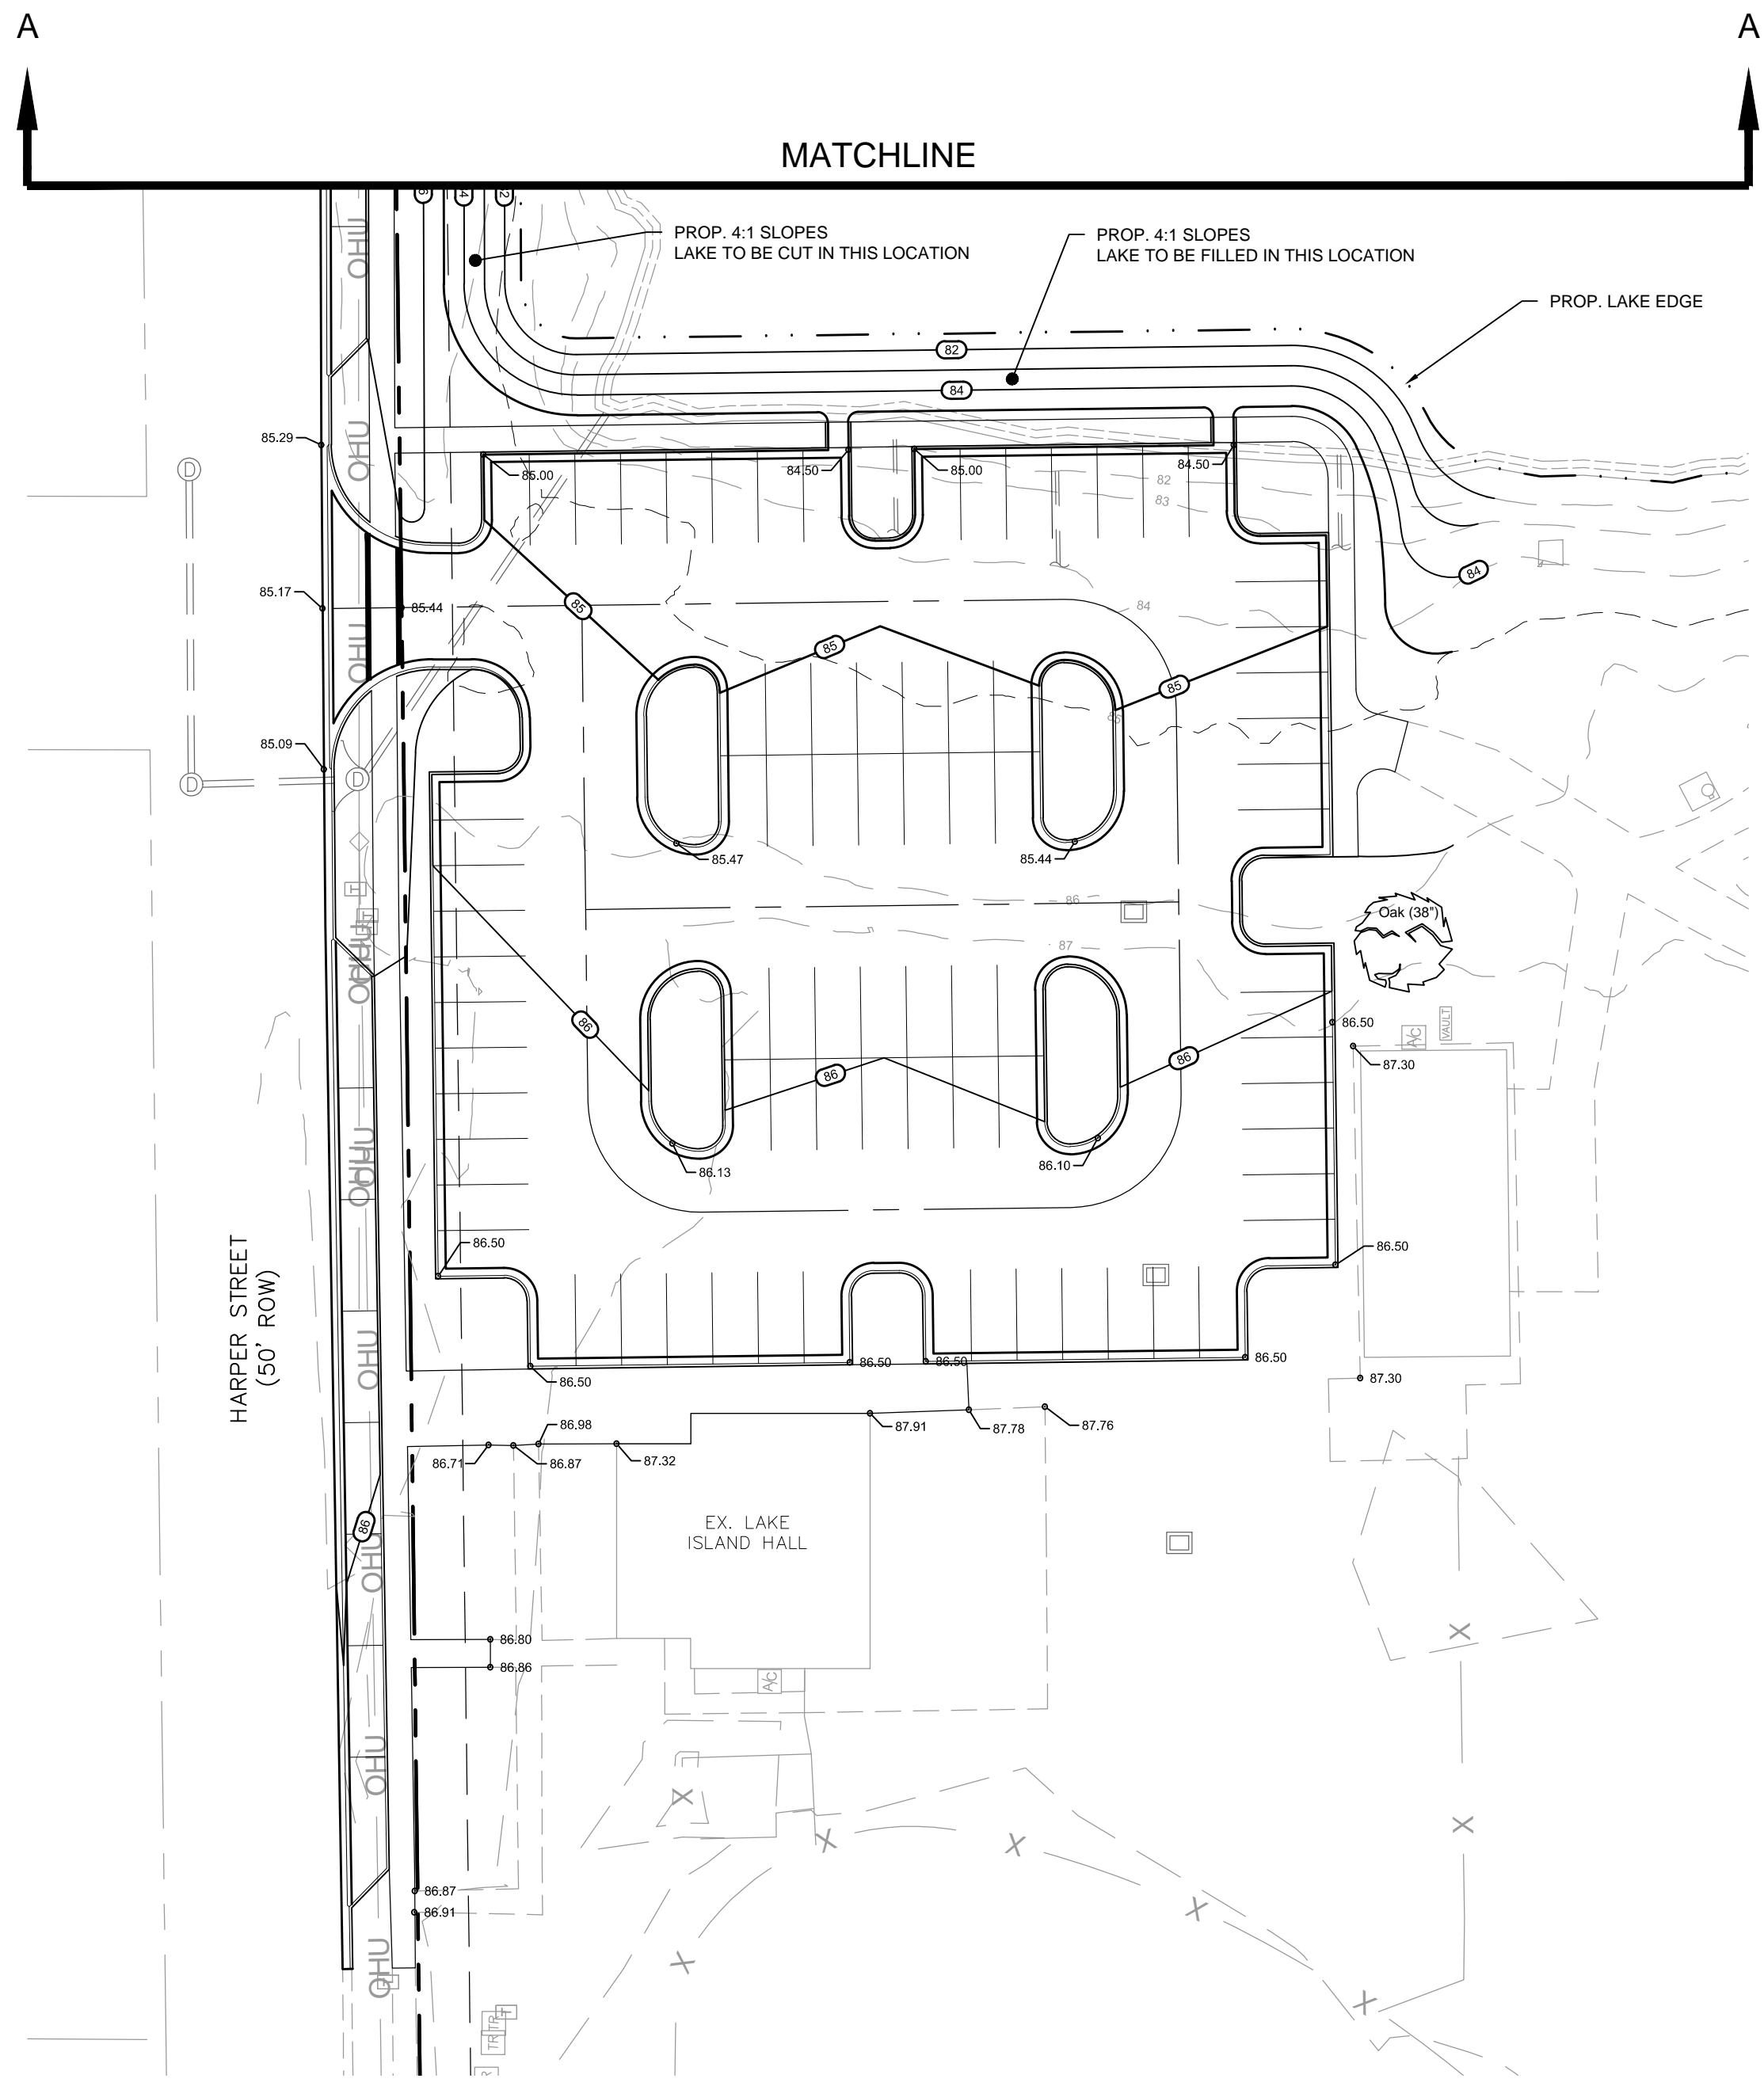 A
A
MATCHLINE
PROP. 4:1 SLOPES
LAKE TO BE CUT IN THIS LOCATION
PROP. 4:1 SLOPES
LAKE TO BE FILLED IN THIS LOCATION
PROP. LAKE EDGE
OHU
82
84
85.29
OHU
D
85.00
84.50
85.00
84.50
82
83
84
85.17
85.44
85
84
OHU
85
85
85
85.09
D
D
85.47
85.44
T
86
Oak (38")
87
OHU
86
86.50
A/C
VAULT
87.30
86
86
OHU
86.13
86.10
HARPER STREET
(50' ROW)
86.50
86.50
OHU
86.50
86.50
86.50
86.50
87.30
86.98
87.91
87.78
87.76
86.71
86.87
87.32
86
EX. LAKE
ISLAND HALL
OHU
X
86.80
86.86
A/C
OHU
X
X
X
X
86.87
86.91
X
X
OHU
X
T
TR
TR